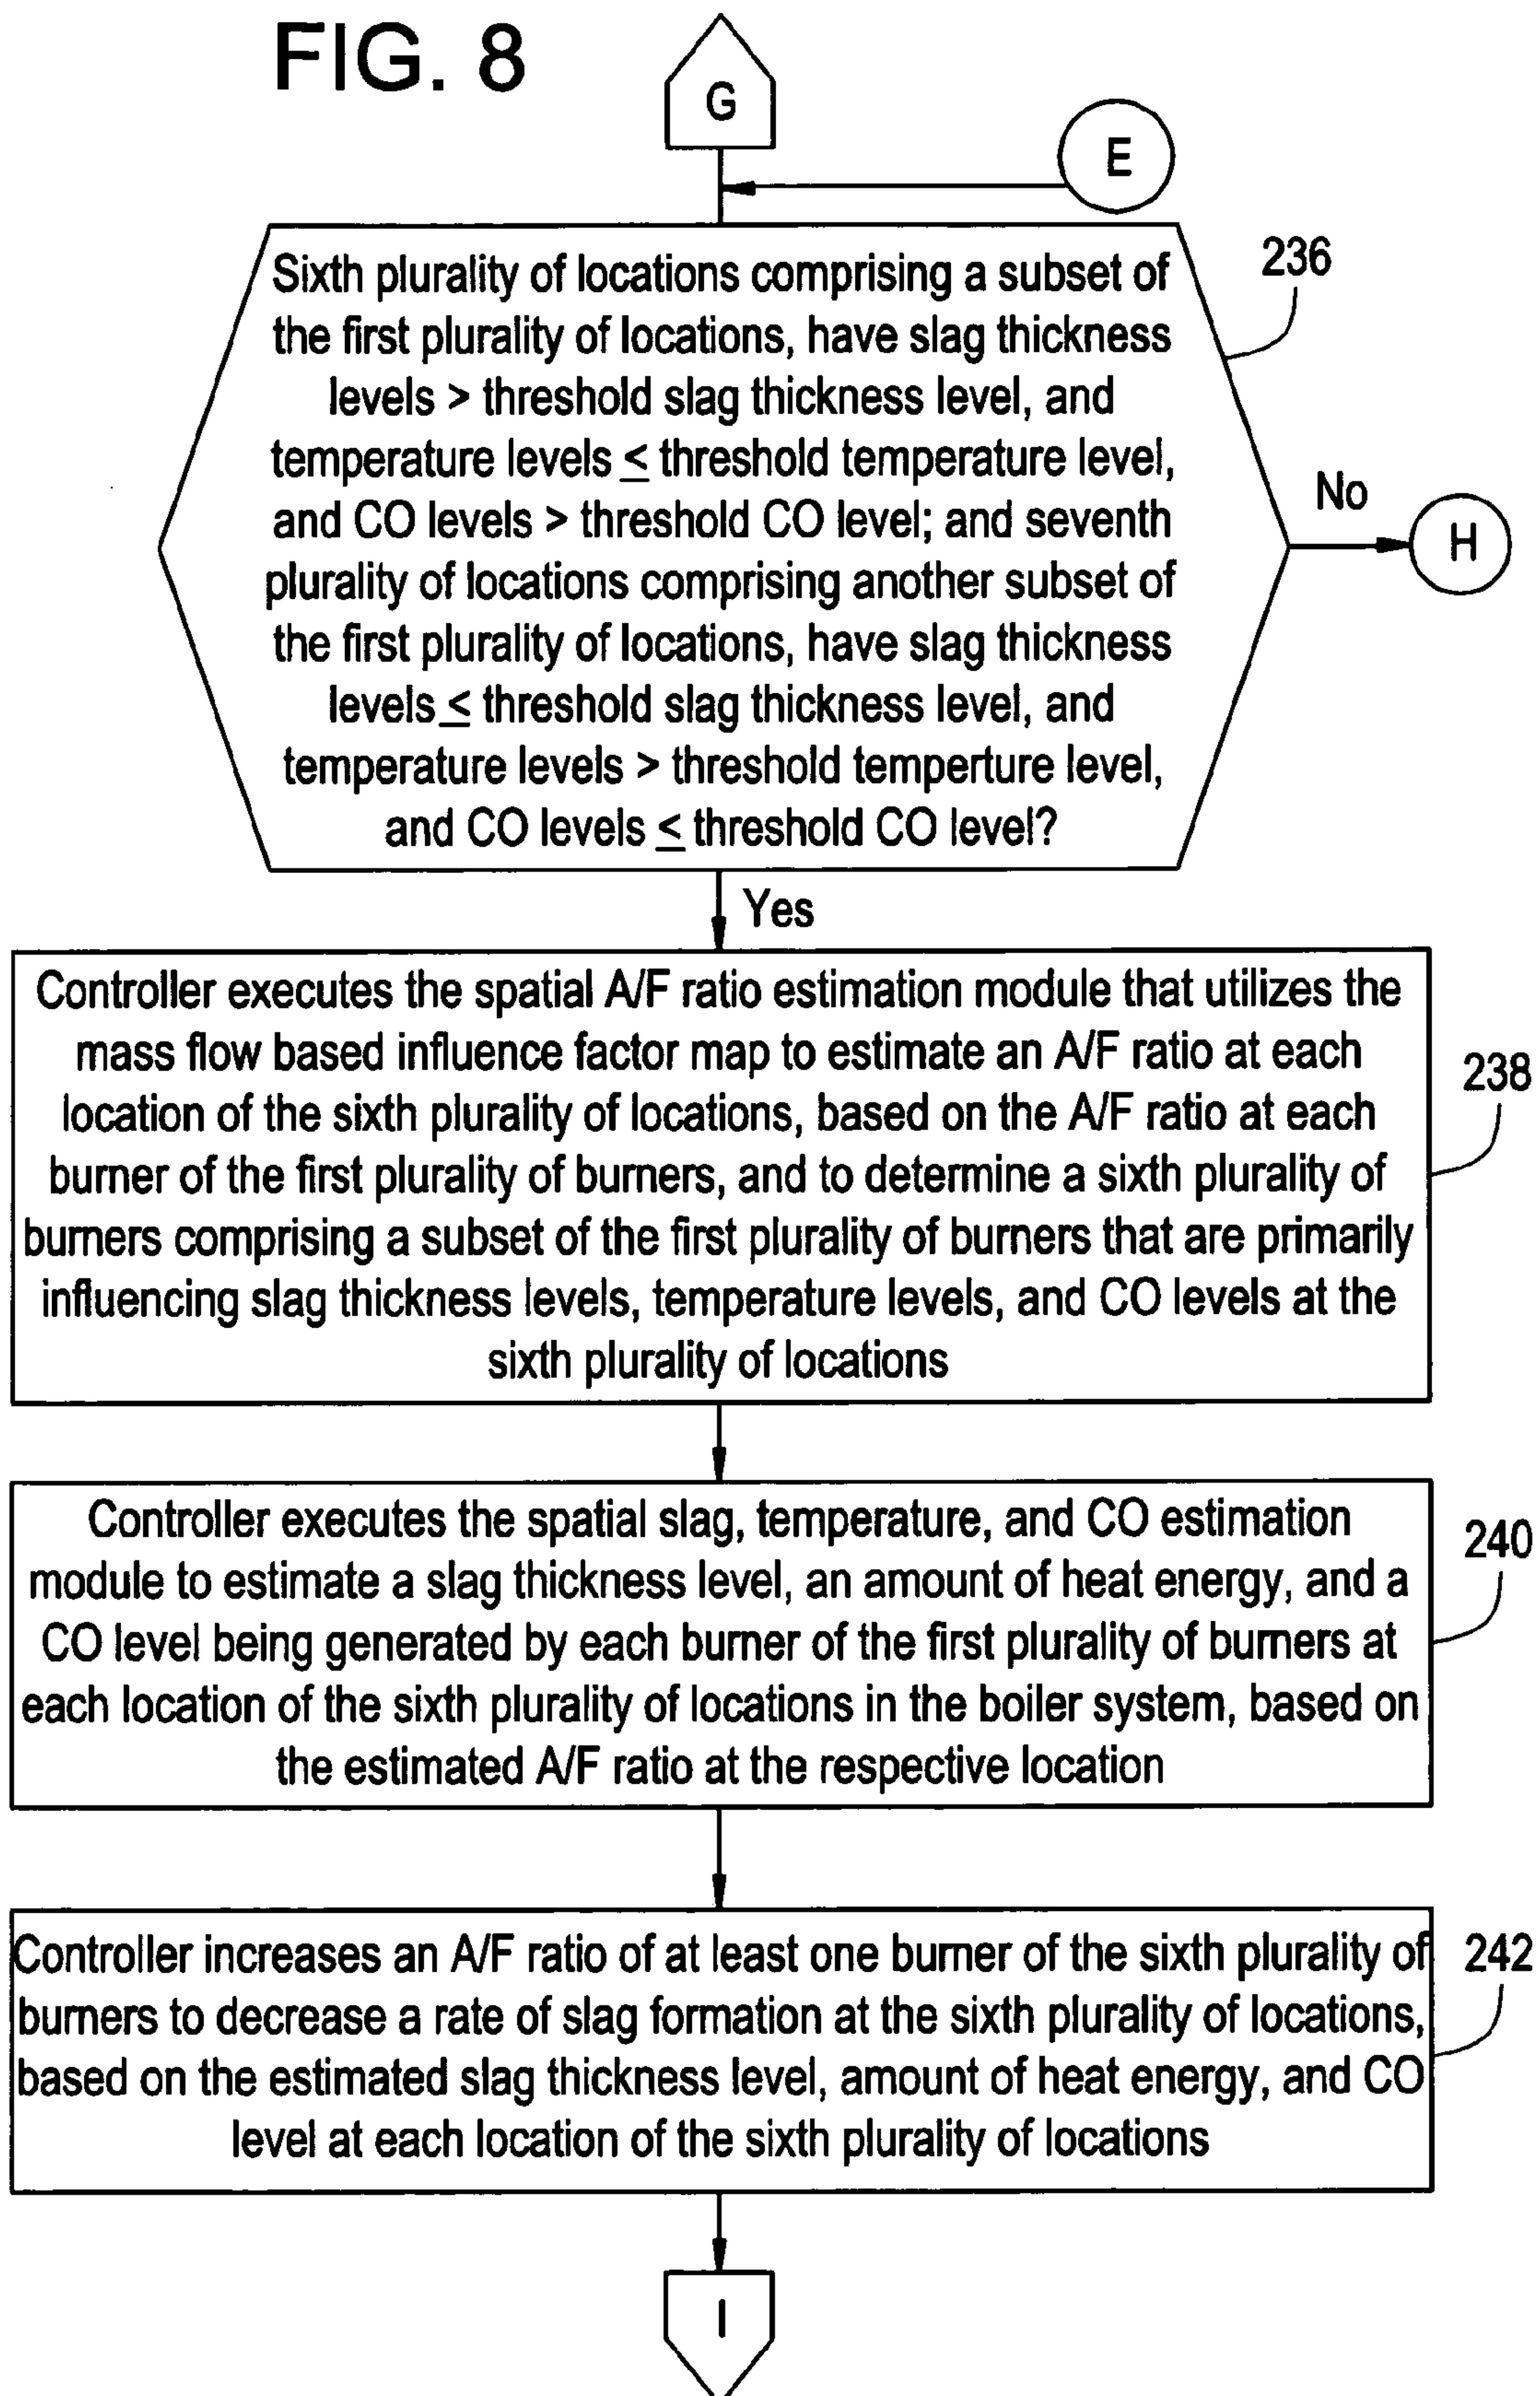 FIG. 8
G
E
236
Sixth plurality of locations comprising a subset of
the first plurality of locations, have slag thickness
levels > threshold slag thickness level, and
temperature levels ≤ threshold temperature level,
and CO levels > threshold CO level; and seventh
plurality of locations comprising another subset of
the first plurality of locations, have slag thickness
levels ≤ threshold slag thickness level, and
temperature levels > threshold temperture level,
and CO levels ≤ threshold CO level?
No
H
Yes
Controller executes the spatial A/F ratio estimation module that utilizes the
mass flow based influence factor map to estimate an A/F ratio at each
location of the sixth plurality of locations, based on the A/F ratio at each
burner of the first plurality of burners, and to determine a sixth plurality of
burners comprising a subset of the first plurality of burners that are primarily
influencing slag thickness levels, temperature levels, and CO levels at the
sixth plurality of locations
238
Controller executes the spatial slag, temperature, and CO estimation
module to estimate a slag thickness level, an amount of heat energy, and a
CO level being generated by each burner of the first plurality of burners at
each location of the sixth plurality of locations in the boiler system, based on
the estimated A/F ratio at the respective location
240
Controller increases an A/F ratio of at least one burner of the sixth plurality of
burners to decrease a rate of slag formation at the sixth plurality of locations,
based on the estimated slag thickness level, amount of heat energy, and CO
level at each location of the sixth plurality of locations
242
I